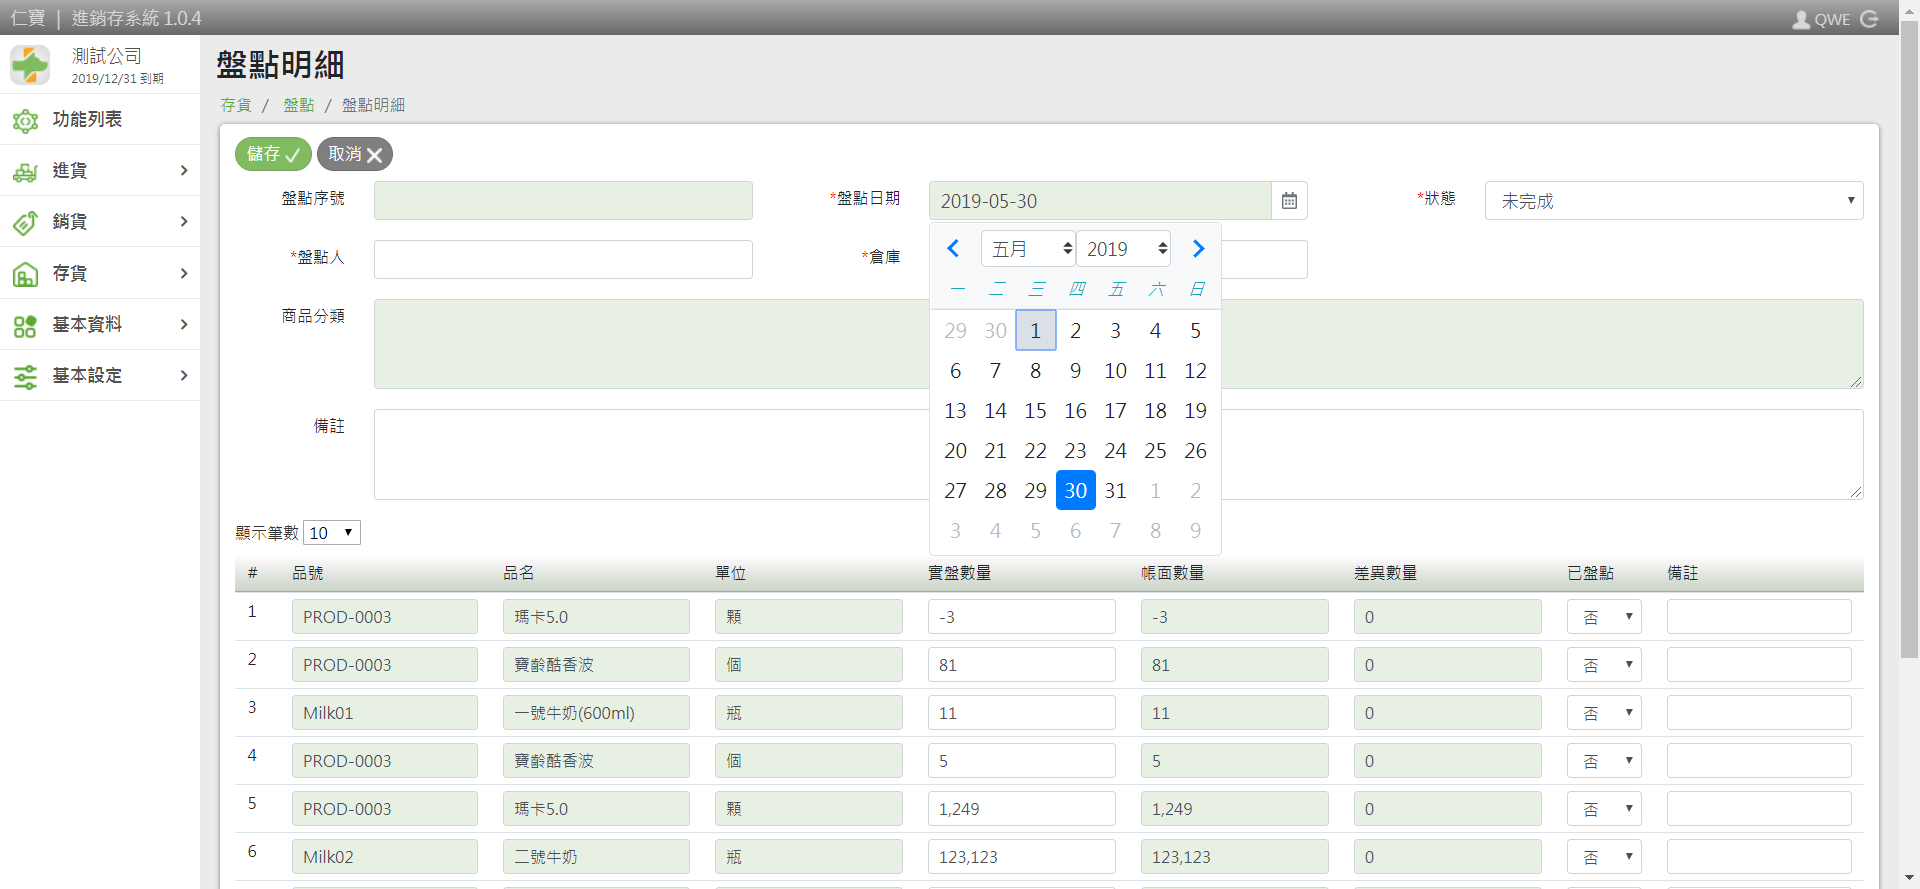 仁寶 | 進銷存系統 1.0.4
QWE
測試公司
2019/12/31 到期
功能列表
進貨
銷貨
存貨
基本資料
基本設定
盤點明細
存貨 / 盤點 / 盤點明細
儲存
取消
盤點序號
*盤點日期 2019-05-30
*狀態 未完成
*盤點人
*倉庫
商品分類
備註
五月 2019
一 二 三 四 五 六 日
29 30 1 2 3 4 5
6 7 8 9 10 11 12
13 14 15 16 17 18 19
20 21 22 23 24 25 26
27 28 29 30 31 1 2
3 4 5 6 7 8 9
顯示筆數 10
# 品號 品名 單位 實盤數量 帳面數量 差異數量 已盤點 備註
1 PROD-0003 瑪卡5.0 顆 -3 -3 0 否
2 PROD-0003 寶齡酷香波 個 81 81 0 否
3 Milk01 一號牛奶(600ml) 瓶 11 11 0 否
4 PROD-0003 寶齡酷香波 個 5 5 0 否
5 PROD-0003 瑪卡5.0 顆 1,249 1,249 0 否
6 Milk02 二號牛奶 瓶 123,123 123,123 0 否